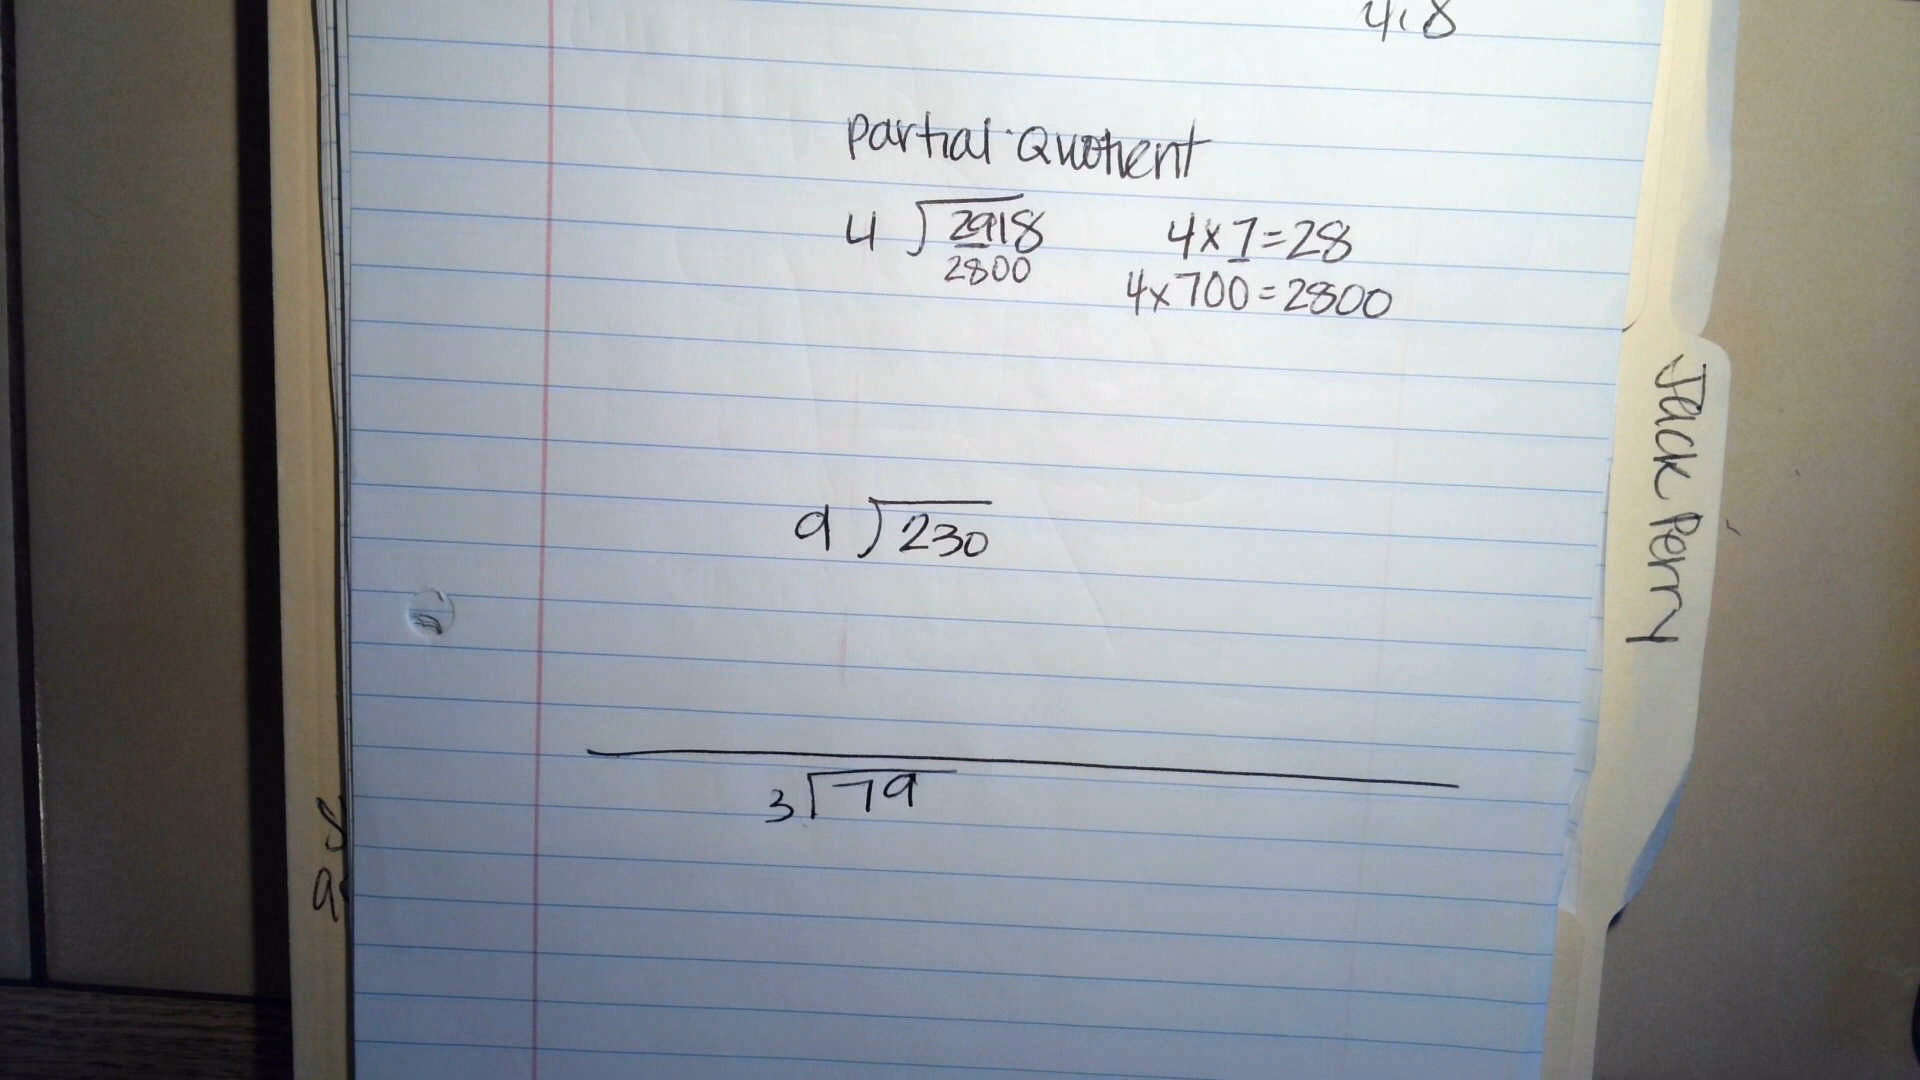 4.8
Partial Quotient
4 2918 4x7=28
2800 4x700=2800
9 230
3 79
Jack Perry